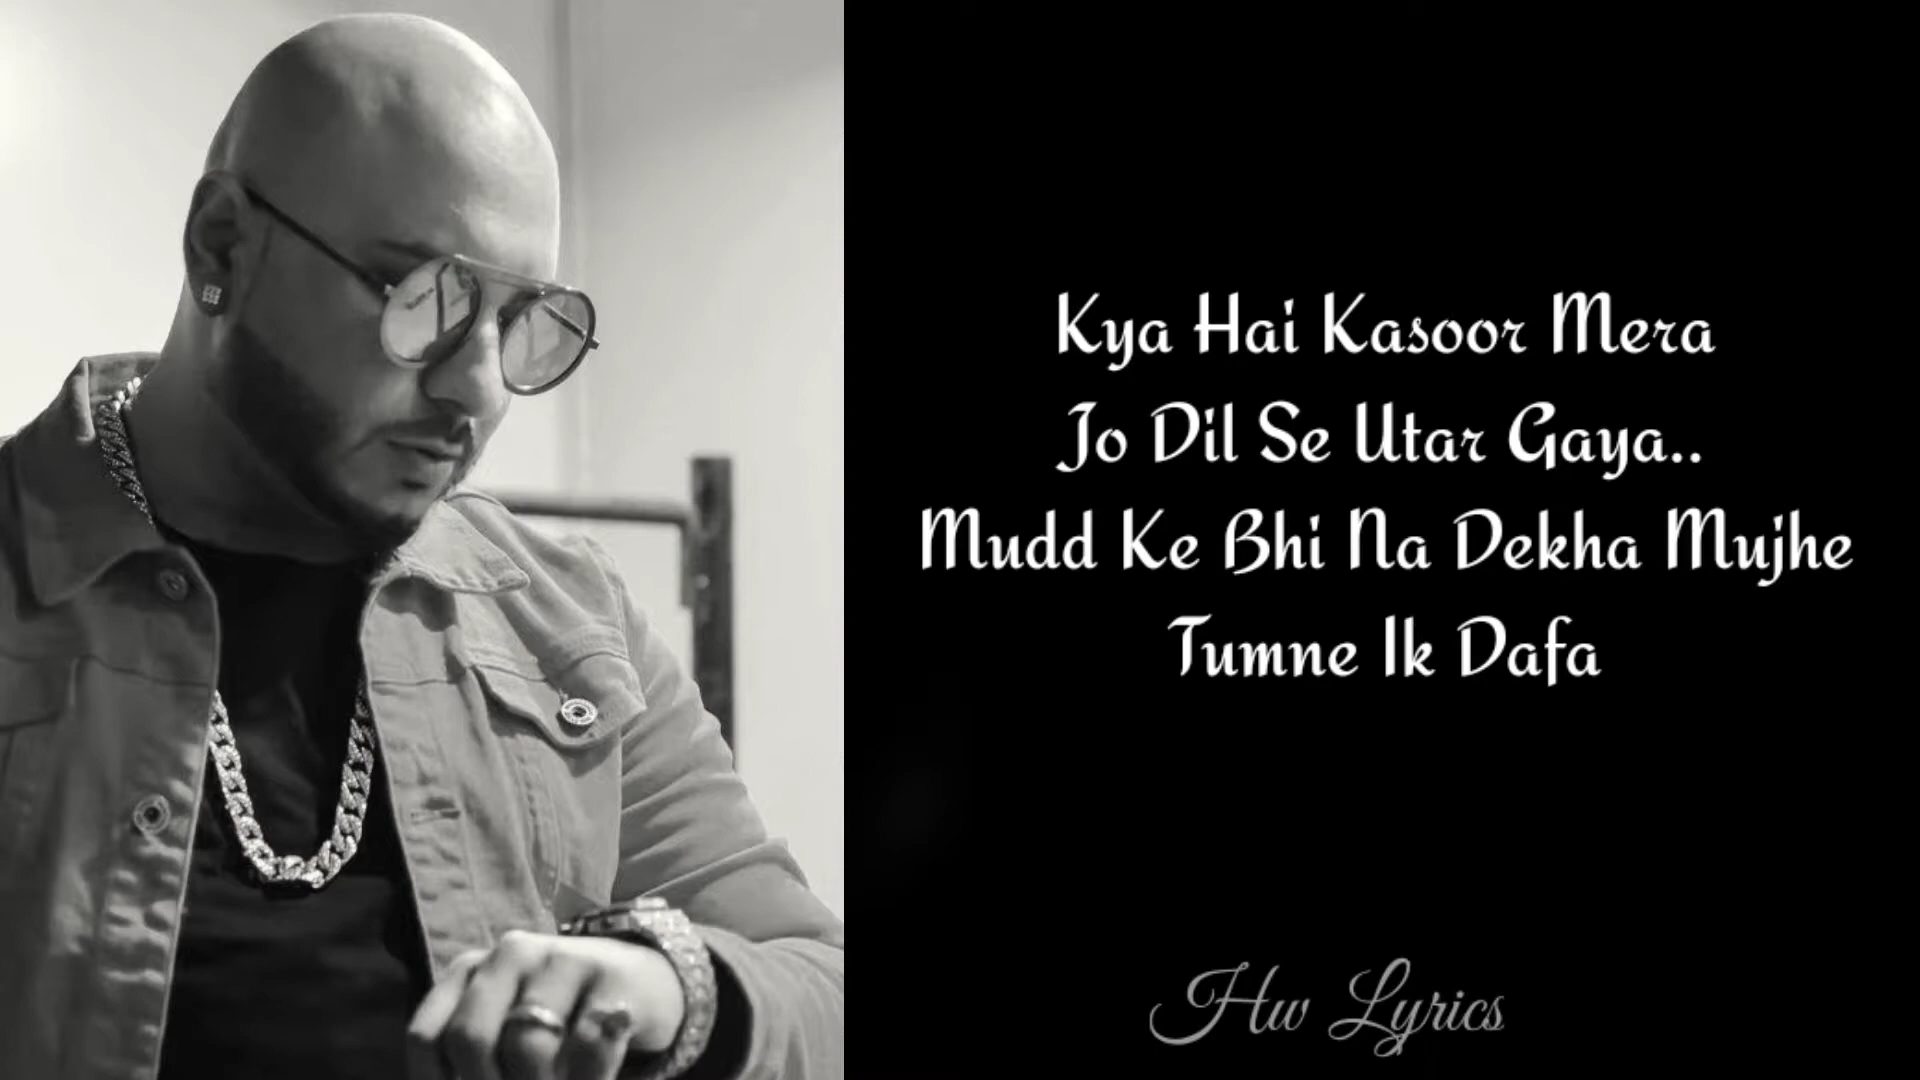 Kya Hai Kasoor Mera
Jo Dil Se Utar Gaya..
Mudd Ke Bhi Na Dekha Mujhe
Tumne Ik Dafa
Hw Lyrics